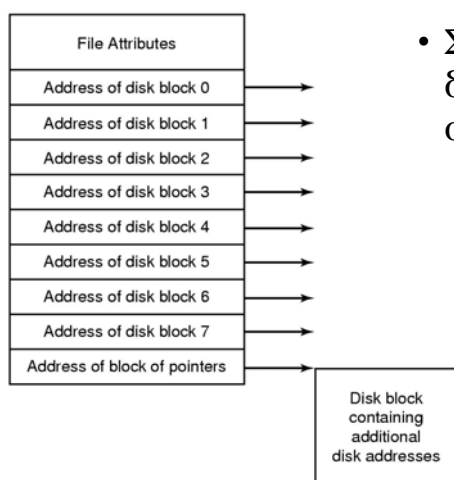 File Attributes
Address of disk block 0
Address of disk block 1
Address of disk block 2
Address of disk block 3
Address of disk block 4
Address of disk block 5
Address of disk block 6
Address of disk block 7
Address of block of pointers
Disk block
containing
additional
disk addresses